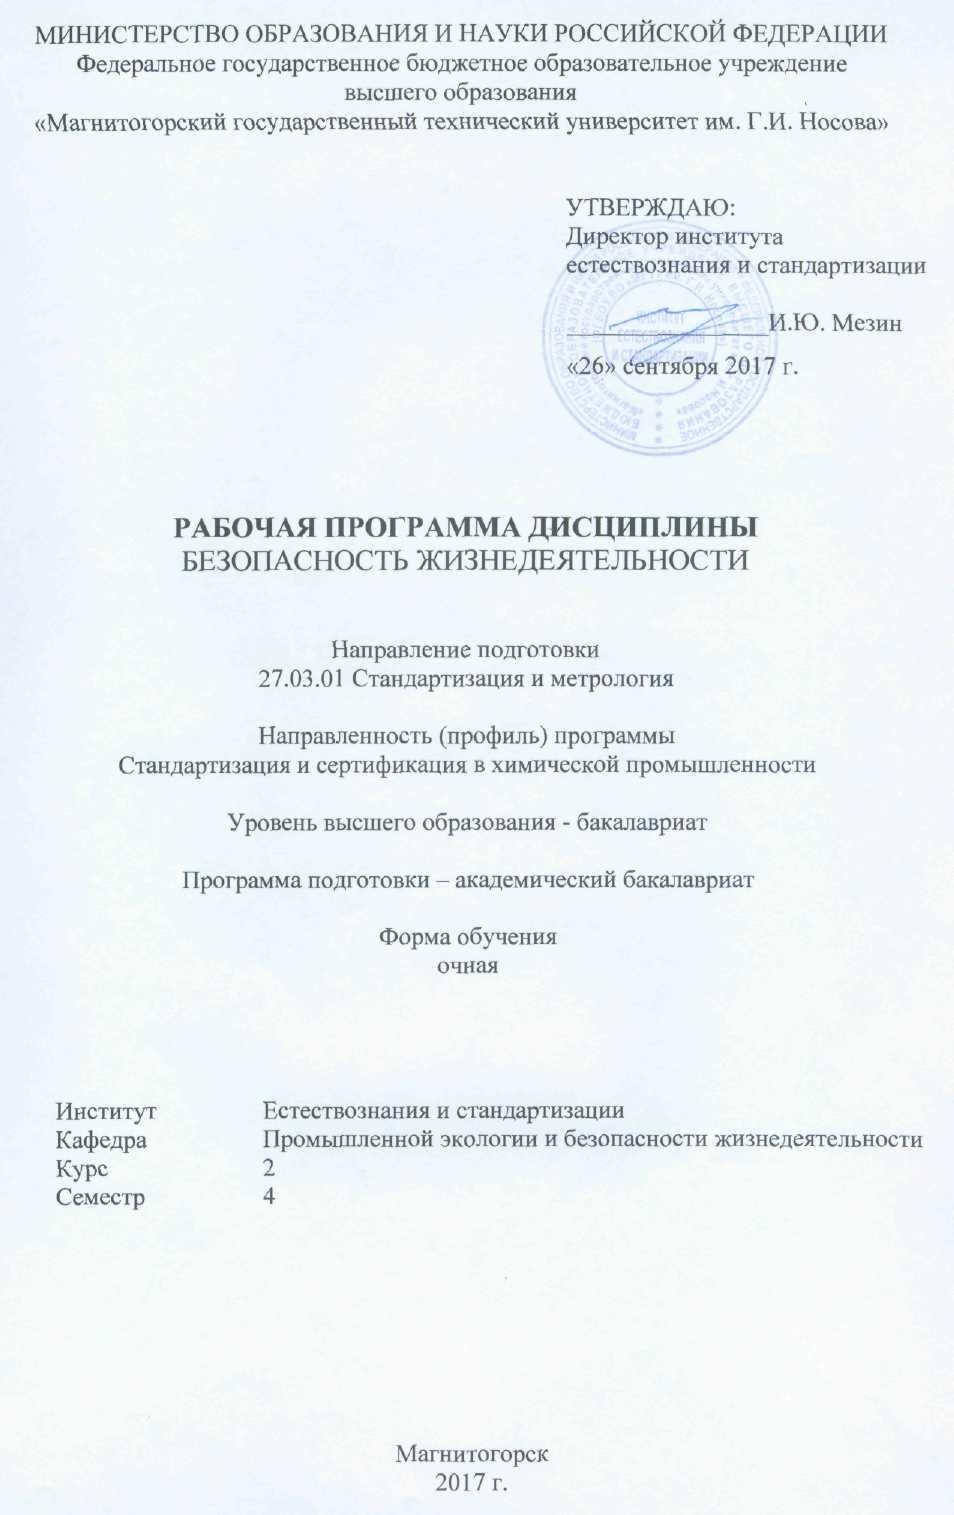 МИНИСТЕРСТВО ОБРАЗОВАНИЯ И НАУКИ РОССИЙСКОЙ ФЕДЕРАЦИИ
Федеральное государственное бюджетное образовательное учреждение
высшего образования
«Магнитогорский государственный технический университет им. Г.И. Носова»
УТВЕРЖДАЮ:
Директор института
естествознания и стандартизации
И.Ю. Мезин
«26» сентября 2017 г.
ИНСТИТУТ
ЕСТЕСТВОЗНАНИЯ
И СТАНДАРТИЗАЦИИ
РАБОЧАЯ ПРОГРАММА ДИСЦИПЛИНЫ
БЕЗОПАСНОСТЬ ЖИЗНЕДЕЯТЕЛЬНОСТИ
Направление подготовки
27.03.01 Стандартизация и метрология
Направленность (профиль) программы
Стандартизация и сертификация в химической промышленности
Уровень высшего образования - бакалавриат
Программа подготовки – академический бакалавриат
Форма обучения
очная
Институт Естествознания и стандартизации
Кафедра Промышленной экологии и безопасности жизнедеятельности
Курс 2
Семестр 4
Магнитогорск
2017 г.